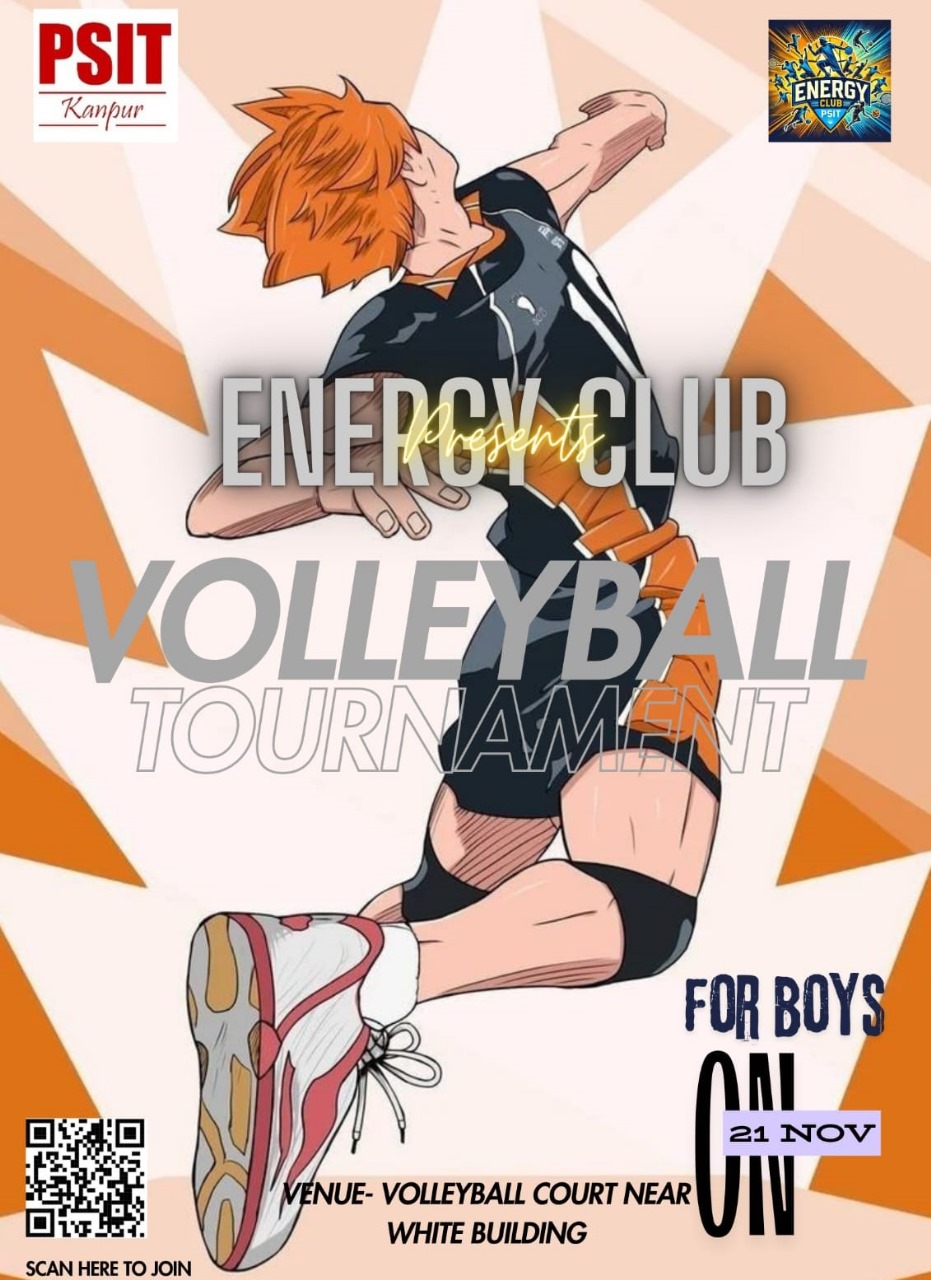 PSIT
Kanpur
ENERGY
CLUB
PSIT
ENERGY CLUB
Presents
VOLLEYBALL
TOURNAMENT
FOR BOYS
ON
21 NOV
VENUE- VOLLEYBALL COURT NEAR
WHITE BUILDING
SCAN HERE TO JOIN